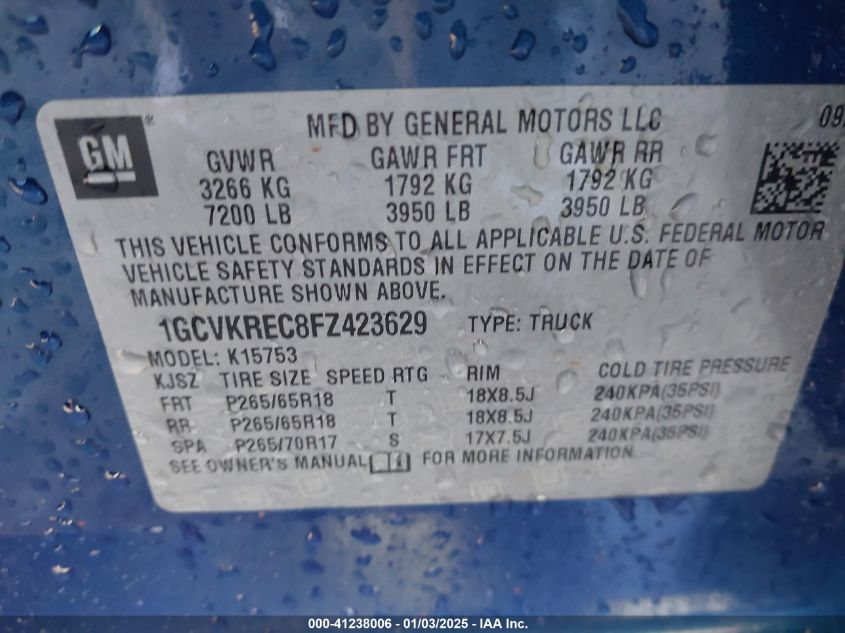 GM ®
MFD BY GENERAL MOTORS LLC 09
GVWR GAWR FRT GAWR RR
3266 KG 1792 KG 1792 KG
7200 LB 3950 LB 3950 LB
THIS VEHICLE CONFORMS TO ALL APPLICABLE U.S. FEDERAL MOTOR
VEHICLE SAFETY STANDARDS IN EFFECT ON THE DATE OF
MANUFACTURE SHOWN ABOVE.
1GCVKREC8FZ423629 TYPE: TRUCK
MODEL: K15753
KJSZ TIRE SIZE SPEED RTG RIM COLD TIRE PRESSURE
FRT P265/65R18 T 18X8.5J 240KPA(35PSI)
RR P265/65R18 T 18X8.5J 240KPA(35PSI)
SPA P265/70R17 S 17X7.5J 240KPA(35PSI)
SEE OWNER'S MANUAL FOR MORE INFORMATION.
000-41238006 - 01/03/2025 - IAA Inc.